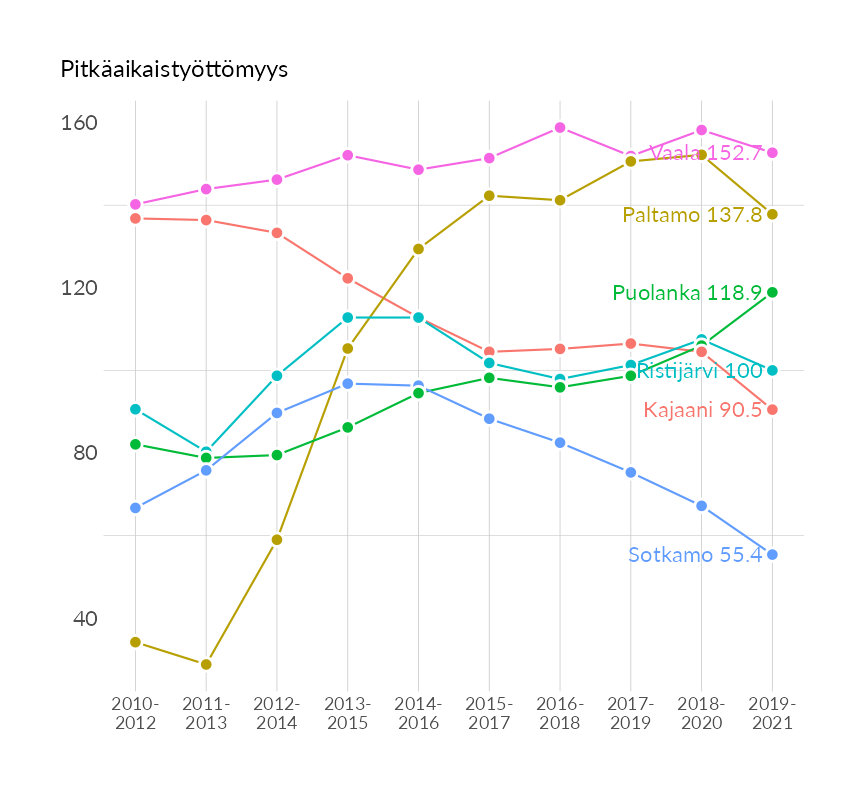 Pitkäaikaistyöttömyys
160
Vaala 152.7
Paltamo 137.8
120
Puolanka 118.9
Ristijärvi 100
Kajaani 90.5
80
Sotkamo 55.4
40
2010- 2011- 2012- 2013- 2014- 2015- 2016- 2017- 2018- 2019-
2012 2013 2014 2015 2016 2017 2018 2019 2020 2021